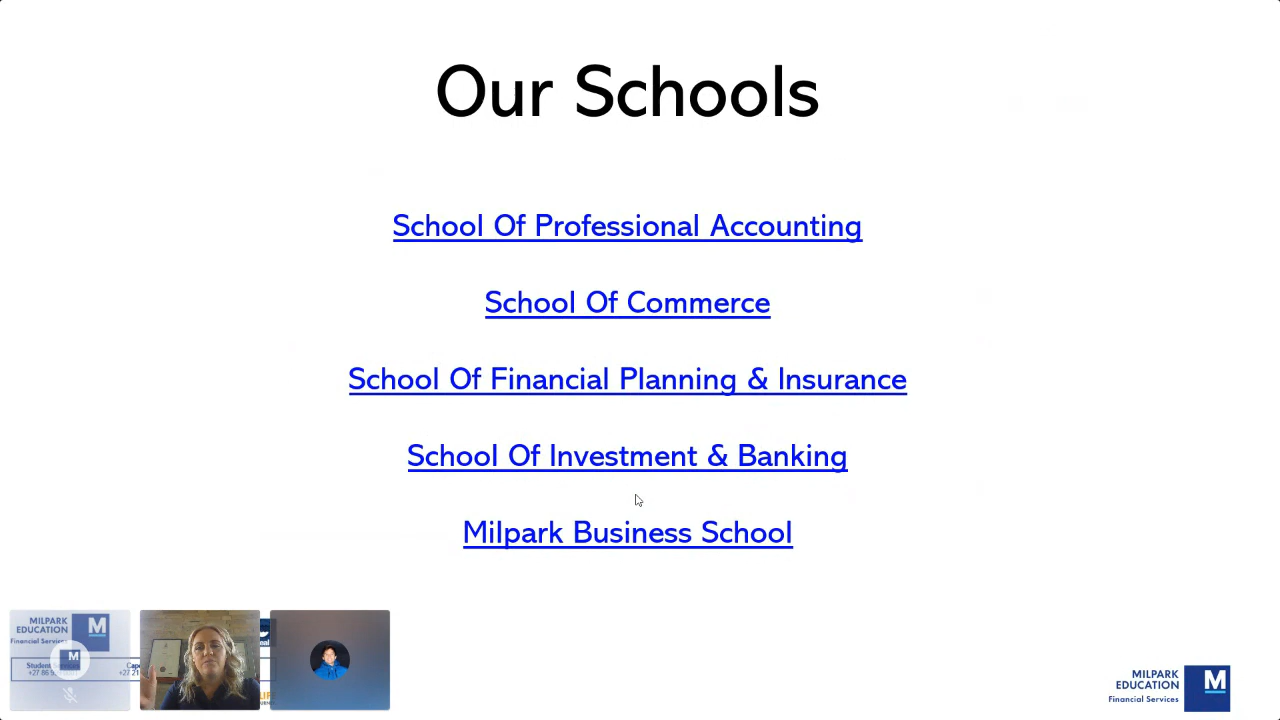 Our Schools
School Of Professional Accounting
School Of Commerce
School Of Financial Planning & Insurance
School Of Investment & Banking
Milpark Business School
MILPARK
EDUCATION
Financial Services
M
M
MILPARK
EDUCATION
Financial Services
M